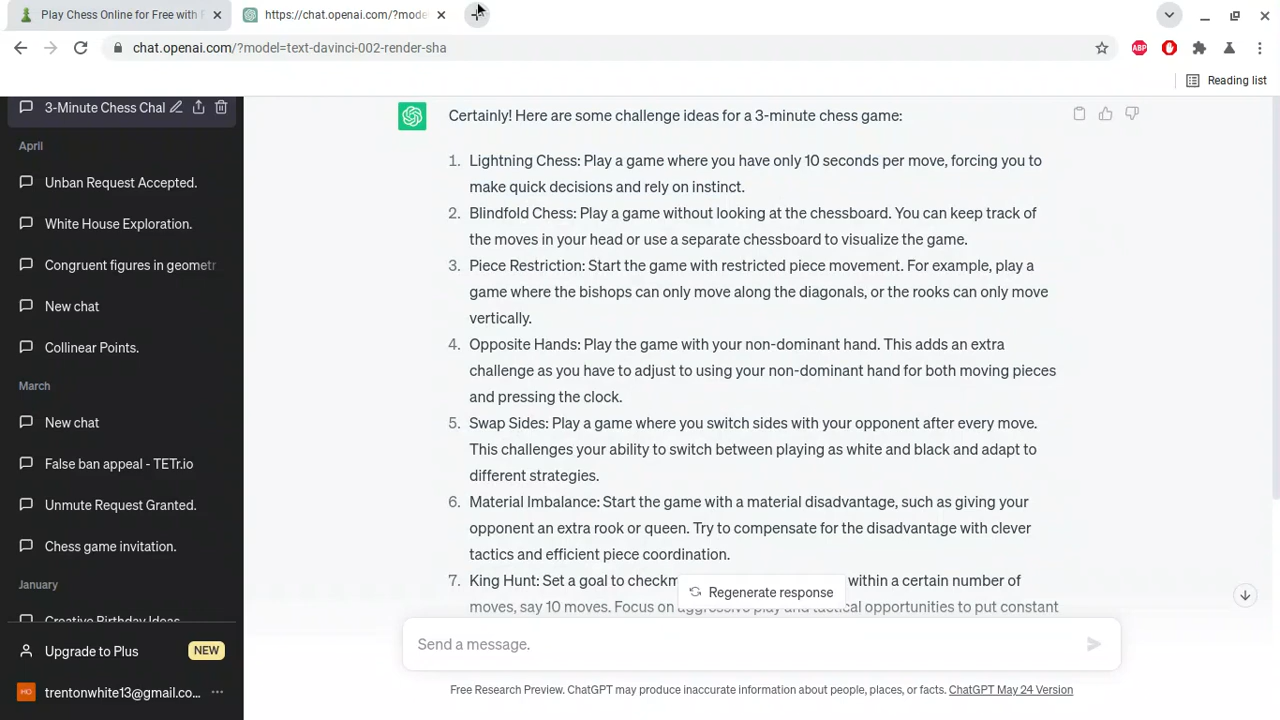 Play Chess Online for Free with F
https://chat.openai.com/?mode
chat.openai.com/?model=text-davinci-002-render-sha
ABP
Reading list
3-Minute Chess Chal
April
Unban Request Accepted.
White House Exploration.
Congruent figures in geometr
New chat
Collinear Points.
March
New chat
False ban appeal - TETr.io
Unmute Request Granted.
Chess game invitation.
January
Creative Birthday Ideas
Upgrade to Plus
NEW
HO
trentonwhite13@gmail.co...
Certainly! Here are some challenge ideas for a 3-minute chess game:
1. Lightning Chess: Play a game where you have only 10 seconds per move, forcing you to
make quick decisions and rely on instinct.
2. Blindfold Chess: Play a game without looking at the chessboard. You can keep track of
the moves in your head or use a separate chessboard to visualize the game.
3. Piece Restriction: Start the game with restricted piece movement. For example, play a
game where the bishops can only move along the diagonals, or the rooks can only move
vertically.
4. Opposite Hands: Play the game with your non-dominant hand. This adds an extra
challenge as you have to adjust to using your non-dominant hand for both moving pieces
and pressing the clock.
5. Swap Sides: Play a game where you switch sides with your opponent after every move.
This challenges your ability to switch between playing as white and black and adapt to
different strategies.
6. Material Imbalance: Start the game with a material disadvantage, such as giving your
opponent an extra rook or queen. Try to compensate for the disadvantage with clever
tactics and efficient piece coordination.
7. King Hunt: Set a goal to checkm within a certain number of
Regenerate response
moves, say 10 moves. Focus on aggressive play and tactical opportunities to put constant
Send a message.
Free Research Preview. ChatGPT may produce inaccurate information about people, places, or facts. ChatGPT May 24 Version